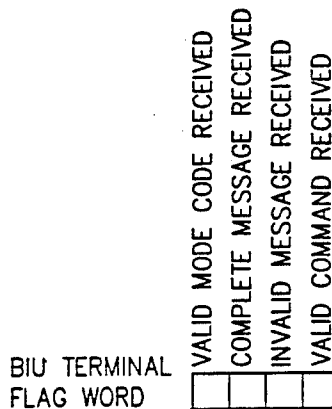 VALID MODE CODE RECEIVED
COMPLETE MESSAGE RECEIVED
INVALID MESSAGE RECEIVED
VALID COMMAND RECEIVED
BIU TERMINAL
FLAG WORD